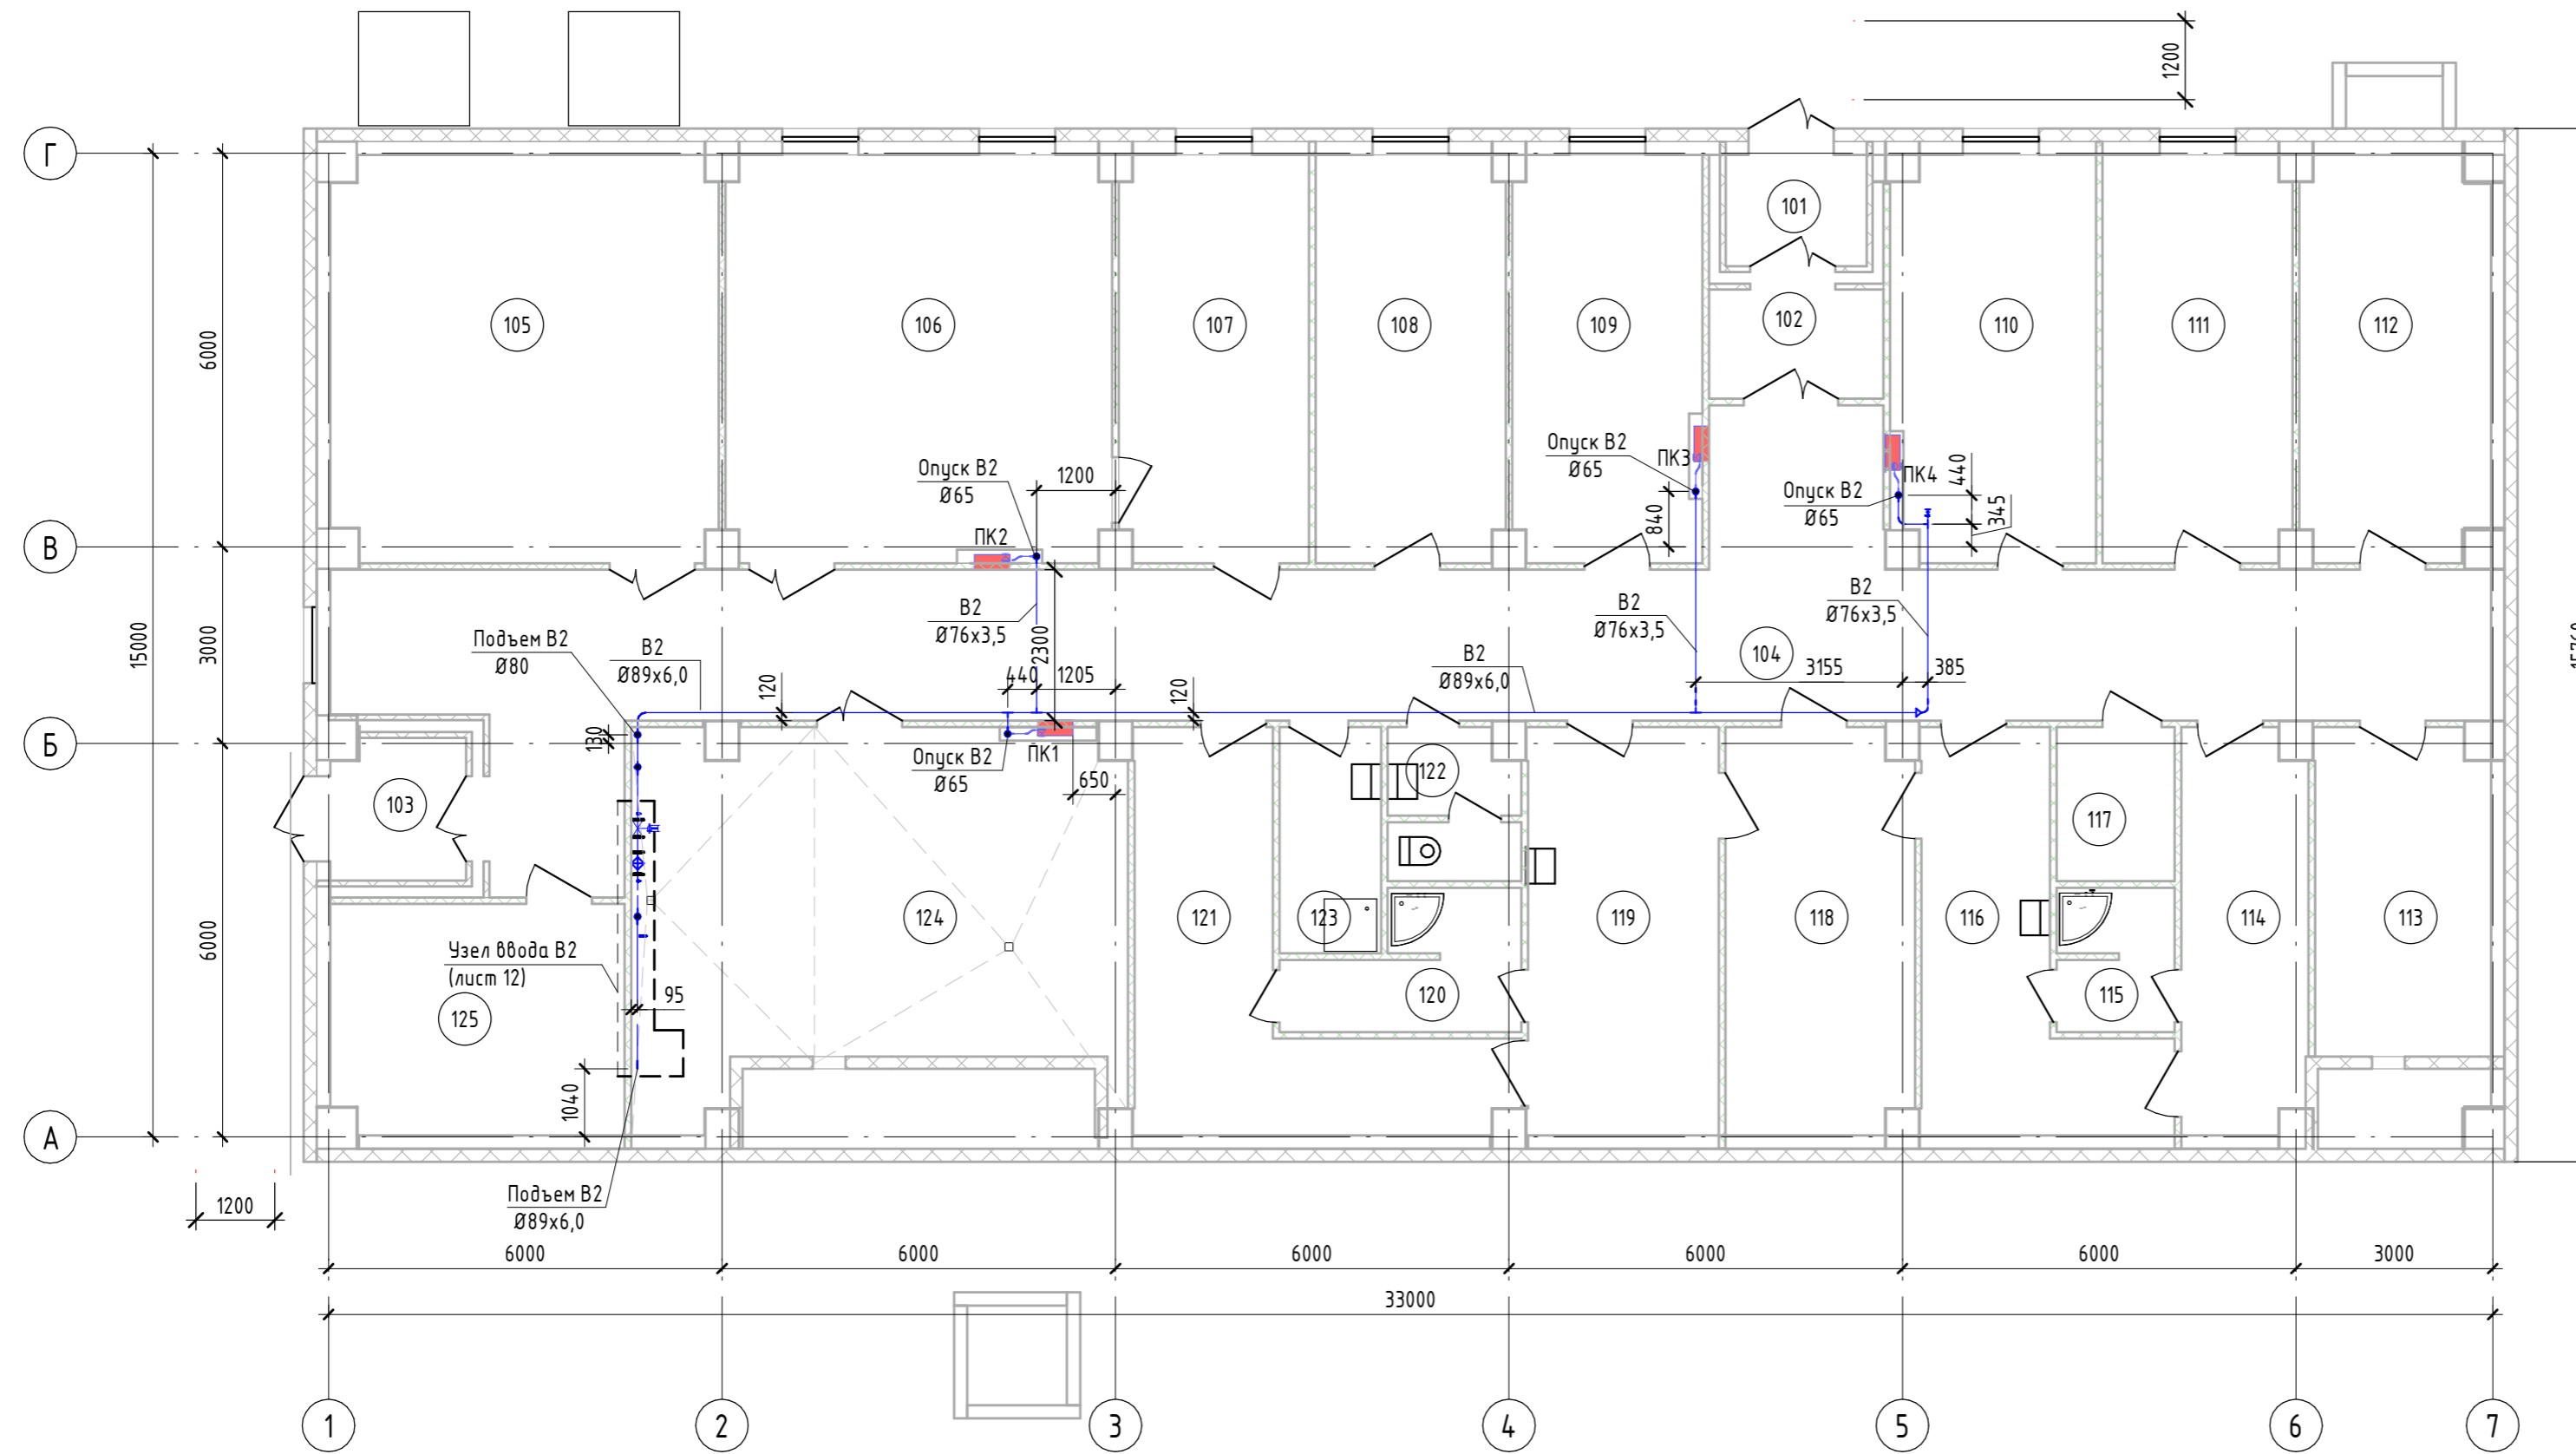 1200
Г
101
102
105
106
107
108
109
110
111
112
6000
Опуск В2
Ø65
1200
Опуск В2
Ø65
ПК3
840
ПК4
Опуск В2
Ø65
440
345
В
ПК2
15000
3000
Подъем В2
Ø80
В2
Ø89х6,0
120
В2
Ø76х3,5
2300
440
1205
120
В2
Ø89х6,0
В2
Ø76х3,5
104
3155
В2
Ø76х3,5
385
Б
130
Опуск В2
Ø65
ПК1
650
103
122
117
6000
124
121
123
119
118
116
114
113
Узел ввода В2
(лист 12)
95
125
120
115
1040
А
Подъем В2
Ø89х6,0
1200
6000
6000
6000
6000
6000
3000
33000
1
2
3
4
5
6
7